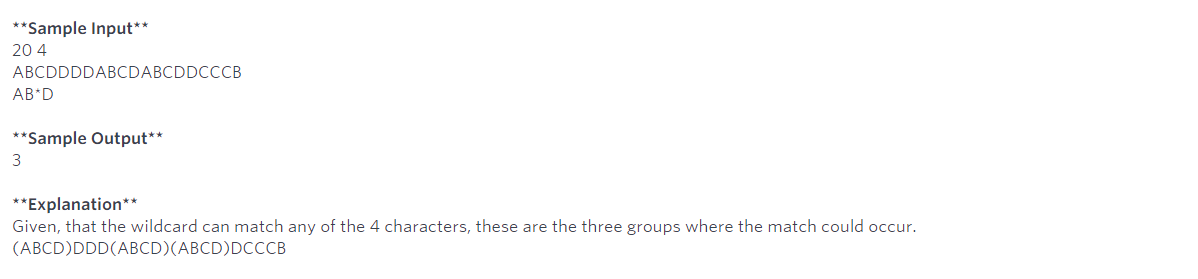 **Sample Input**
20 4
ABCDDDDABCDABCDDCCCB
AB*D
**Sample Output**
3
**Explanation**
Given, that the wildcard can match any of the 4 characters, these are the three groups where the match could occur.
(ABCD)DDD(ABCD)(ABCD)DCCCB